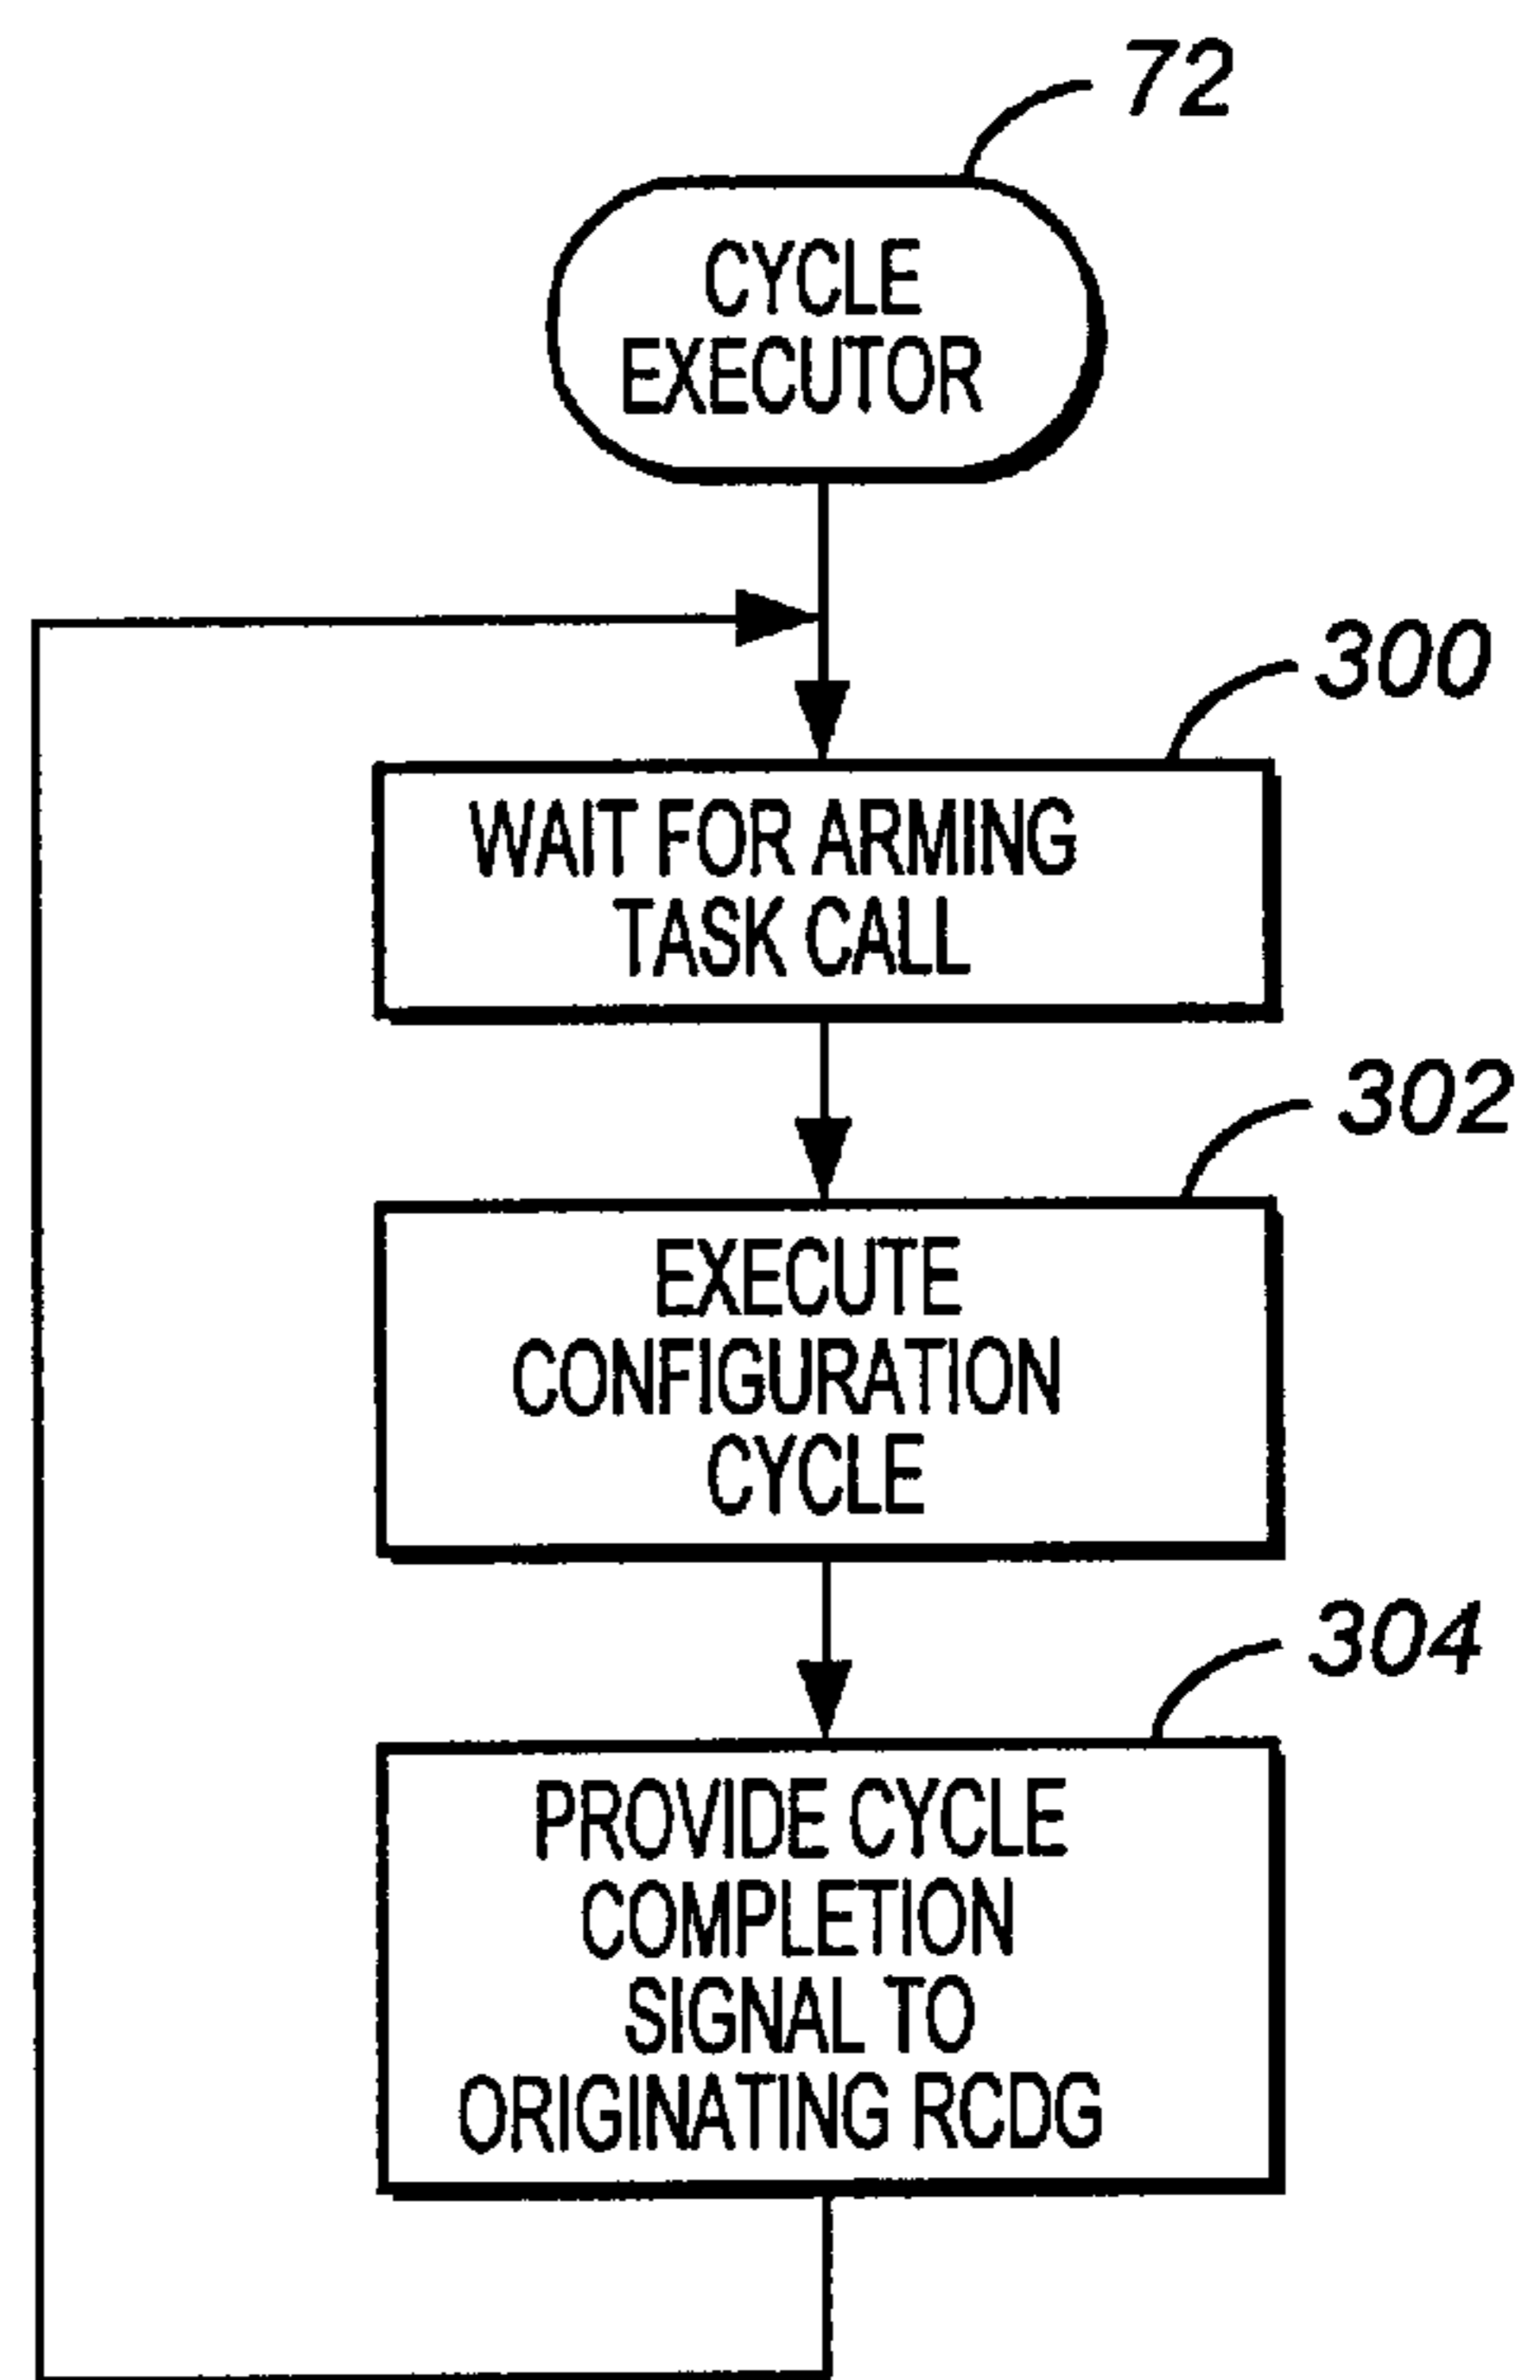 72
CYCLE
EXECUTOR
300
WAIT FOR ARMING
TASK CALL
302
EXECUTE
CONFIGURATION
CYCLE
304
PROVIDE CYCLE
COMPLETION
SIGNAL TO
ORIGINATING RCDG